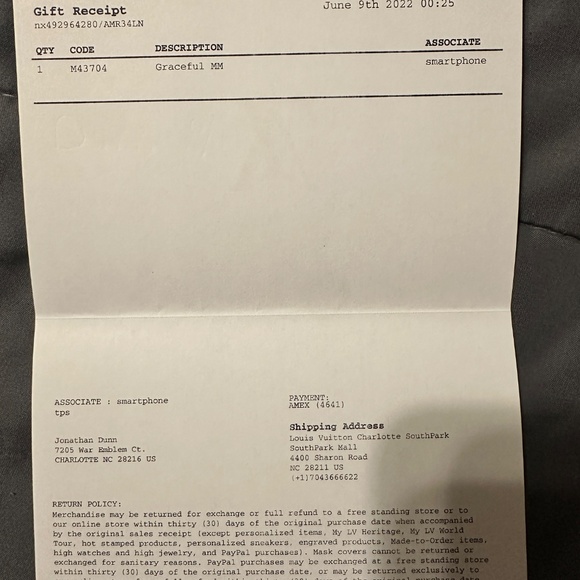 Gift Receipt
June 9th 2022 00:25
nx492964280/AMR34LN
QTY CODE DESCRIPTION ASSOCIATE
1 M43704 Graceful MM smartphone
ASSOCIATE : smartphone
tps
PAYMENT:
AMEX (4641)
Jonathan Dunn
7205 War Emblem Ct.
CHARLOTTE NC 28216 US
Shipping Address
Louis Vuitton Charlotte SouthPark
SouthPark Mall
4400 Sharon Road
NC 28211 US
(+1)7043666622
RETURN POLICY:
Merchandise may be returned for exchange or full refund to a free standing store or to
our online store within thirty (30) days of the original purchase date when accompanied
by the original sales receipt (except personalized items, My LV Heritage, My LV World
Tour, hot stamped products, personalized sneakers, engraved products, Made-to-Order items,
high watches and high jewelry, and PayPal purchases). Mask covers cannot be returned or
exchanged for sanitary reasons. PayPal purchases may be exchanged at a free standing store
within thirty (30) days of the original purchase date, or may be returned exclusively to